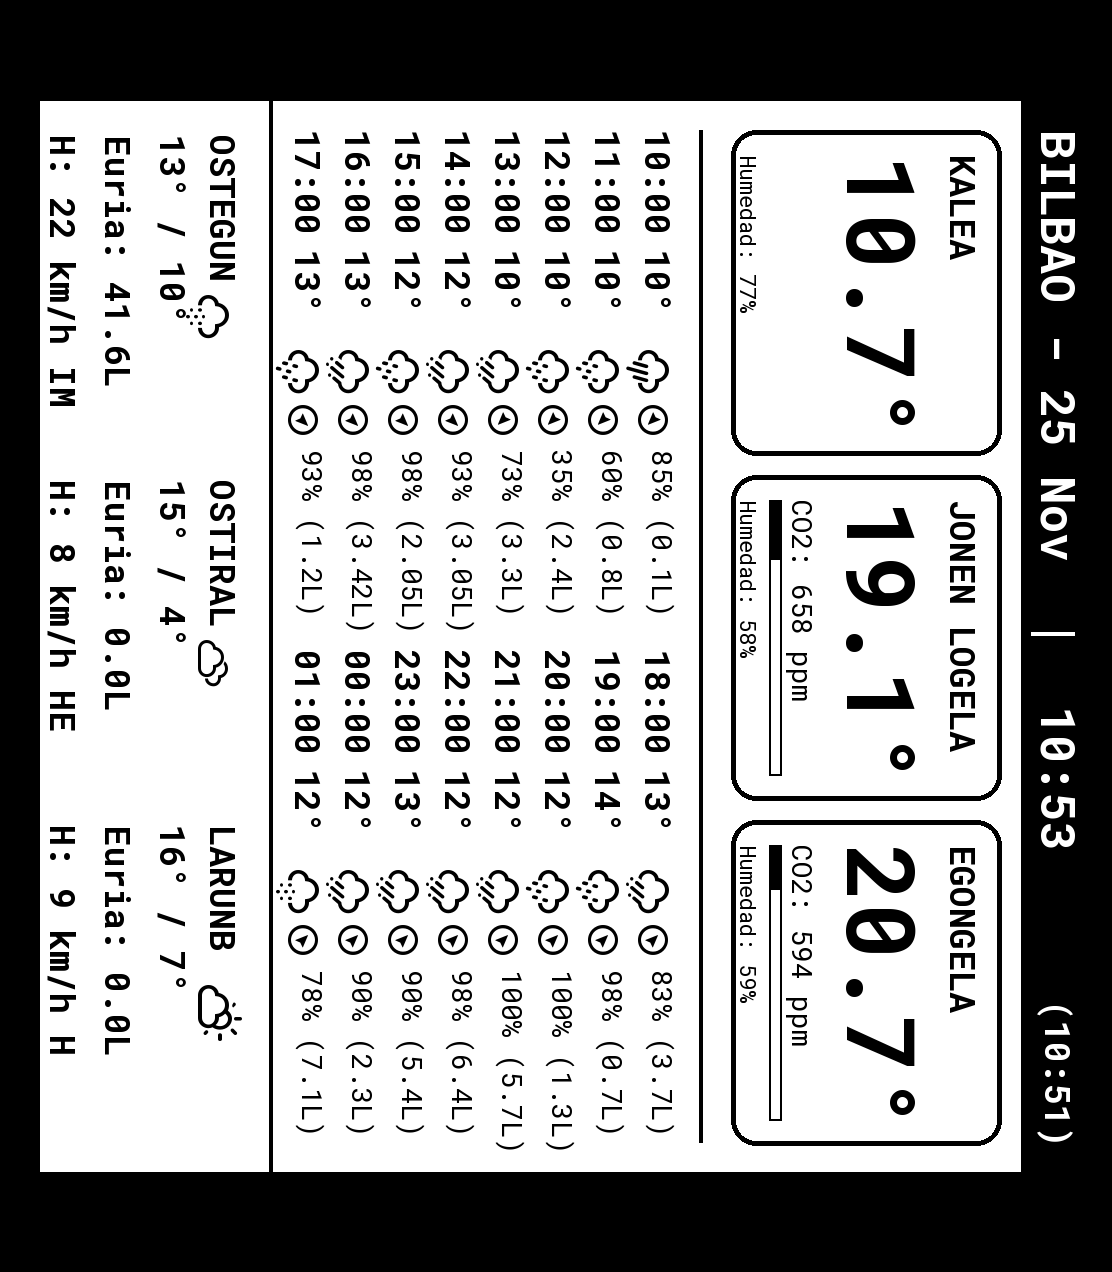 BILBAO - 25 Nov | 10:53 (10:51)
KALEA
10.7°
Humedad: 77%
JONEN LOGELA
19.1°
CO2: 658 ppm
Humedad: 58%
EGONGELA
20.7°
CO2: 594 ppm
Humedad: 59%
10:00 10° 85% (0.1L)
11:00 10° 60% (0.8L)
12:00 10° 35% (2.4L)
13:00 10° 73% (3.3L)
14:00 12° 93% (3.05L)
15:00 12° 98% (2.05L)
16:00 13° 98% (3.42L)
17:00 13° 93% (1.2L)
18:00 13° 83% (3.7L)
19:00 14° 98% (0.7L)
20:00 12° 100% (1.3L)
21:00 12° 100% (5.7L)
22:00 12° 98% (6.4L)
23:00 13° 90% (5.4L)
00:00 12° 90% (2.3L)
01:00 12° 78% (7.1L)
OSTEGUN
13° / 10°
Euria: 41.6L
H: 22 km/h IM
OSTIRAL
15° / 4°
Euria: 0.0L
H: 8 km/h HE
LARUNB
16° / 7°
Euria: 0.0L
H: 9 km/h H